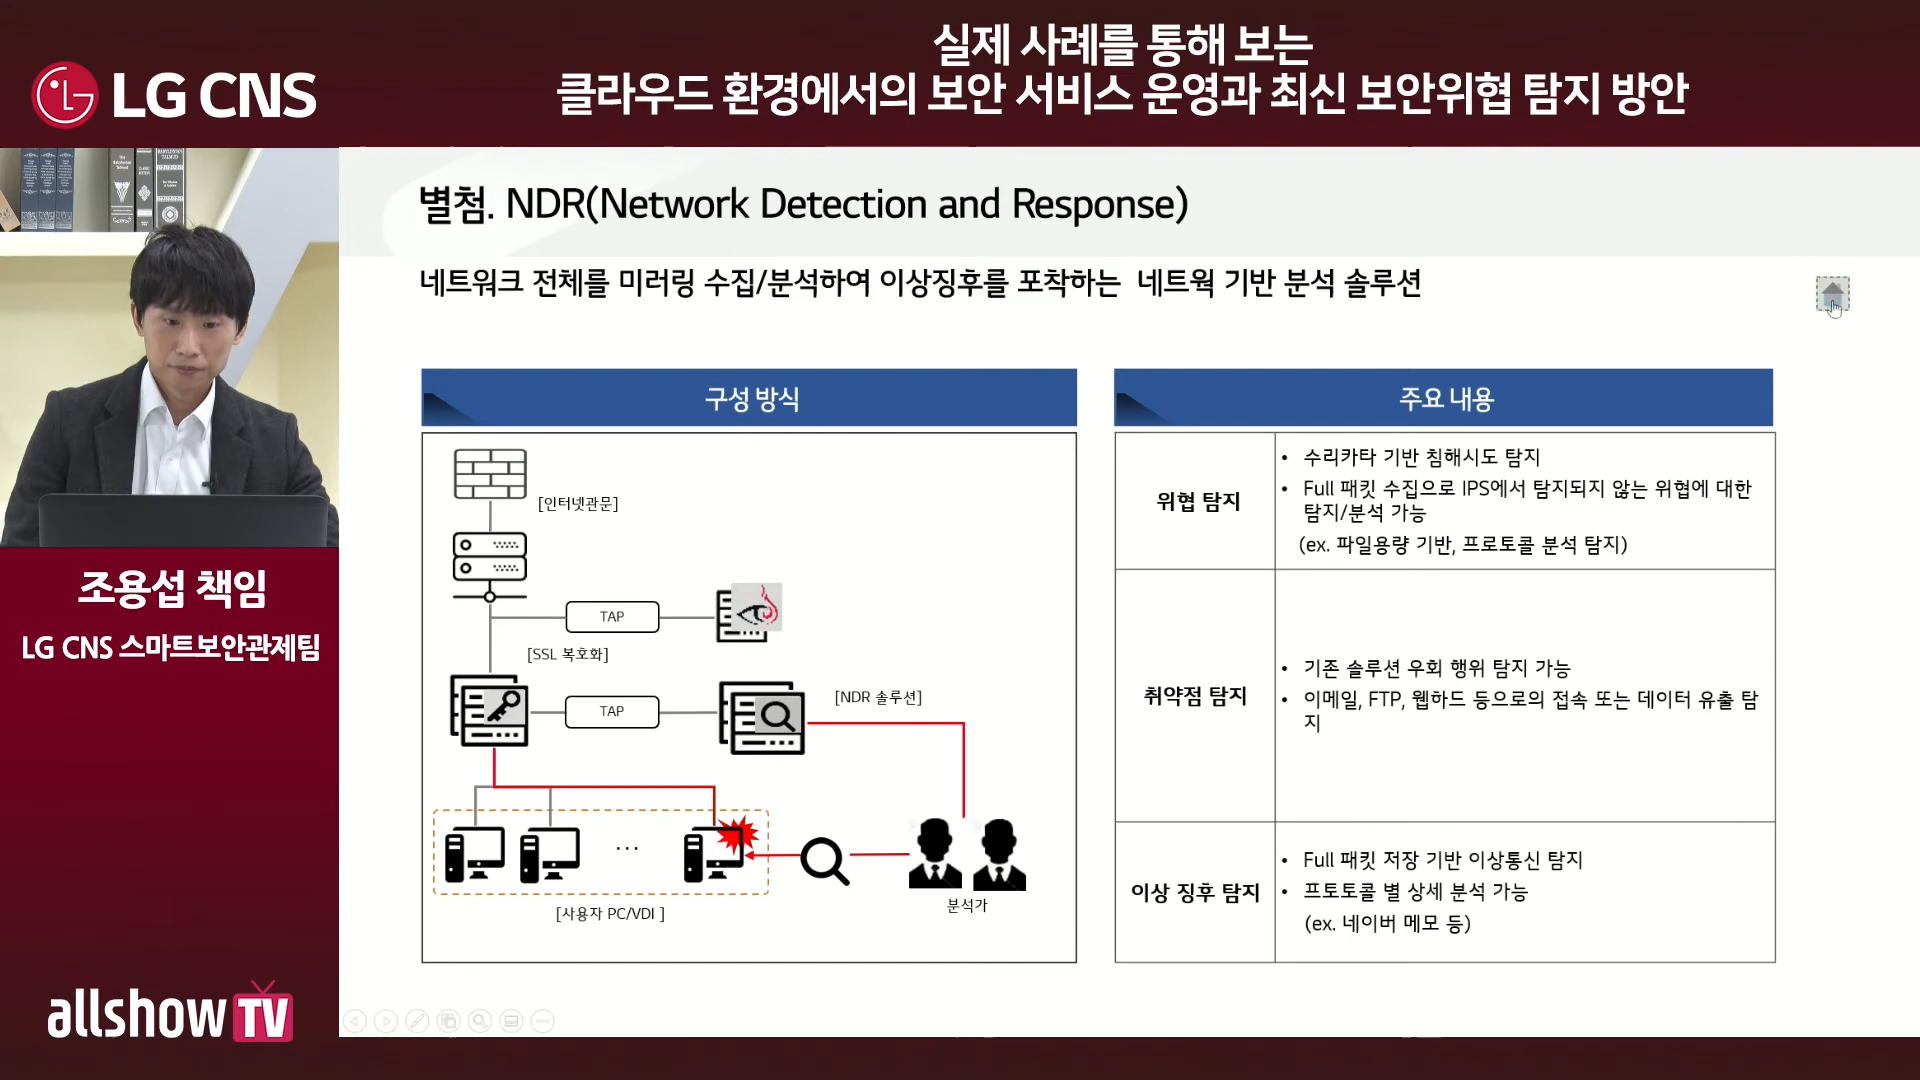 실제 사례를 통해 보는
클라우드 환경에서의 보안 서비스 운영과 최신 보안위협 탐지 방안
LG CNS
별첨. NDR(Network Detection and Response)
네트워크 전체를 미러링 수집/분석하여 이상징후를 포착하는 네트웍 기반 분석 솔루션
구성 방식
[인터넷관문]
TAP
[SSL 복호화]
TAP
[NDR 솔루션]
...
[사용자 PC/VDI ]
분석가
주요 내용
위협 탐지
• 수리카타 기반 침해시도 탐지
• Full 패킷 수집으로 IPS에서 탐지되지 않는 위협에 대한
탐지/분석 가능
(ex. 파일용량 기반, 프로토콜 분석 탐지)
취약점 탐지
• 기존 솔루션 우회 행위 탐지 가능
• 이메일, FTP, 웹하드 등으로의 접속 또는 데이터 유출 탐
지
이상 징후 탐지
• Full 패킷 저장 기반 이상통신 탐지
• 프로토콜 별 상세 분석 가능
(ex. 네이버 메모 등)
조용섭 책임
LG CNS 스마트보안관제팀
allshow TV